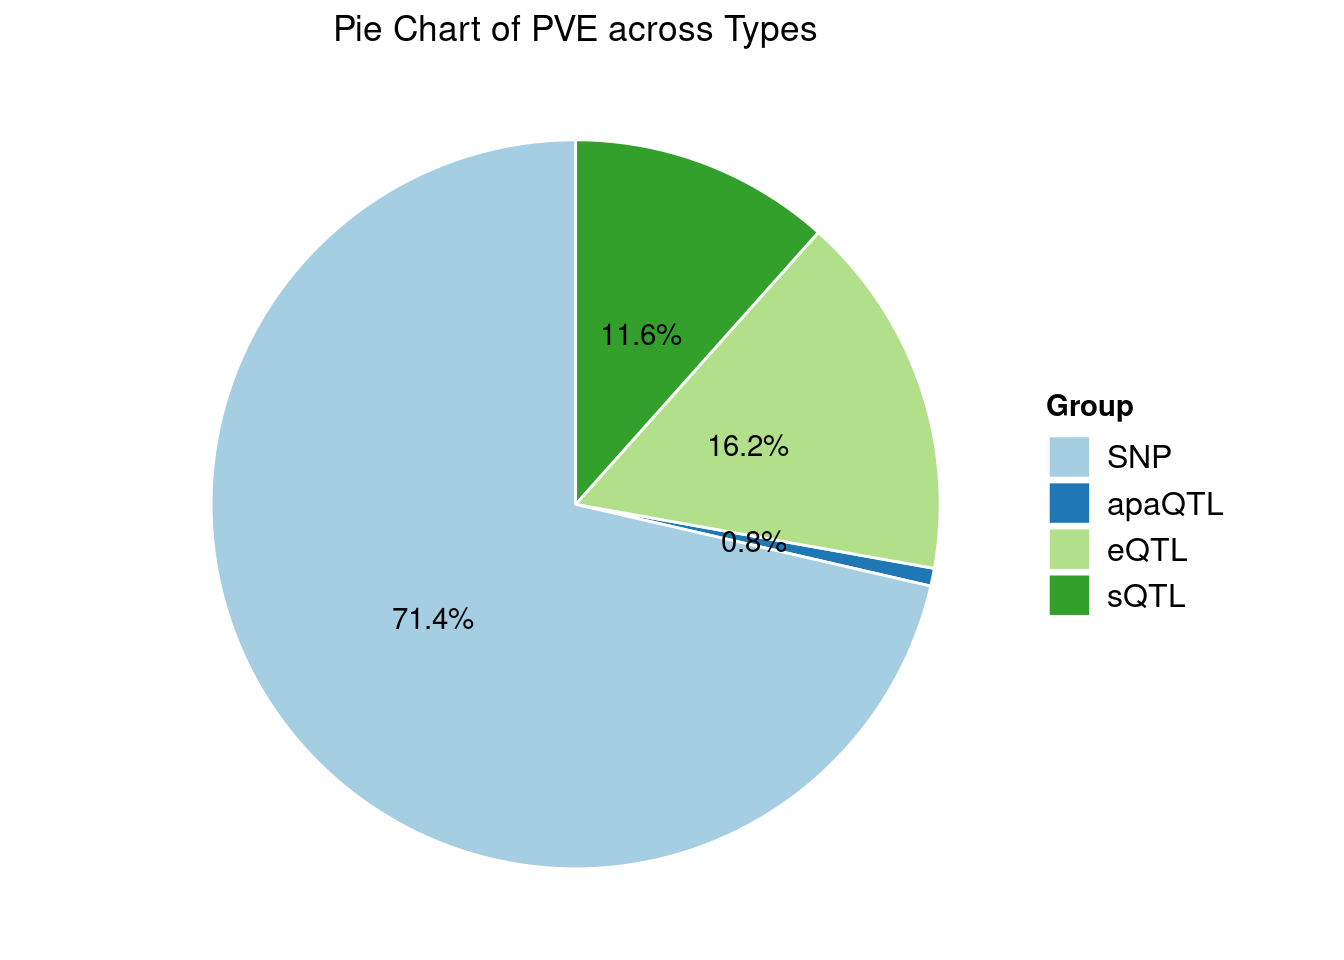 Pie Chart of PVE across Types
11.6%
16.2%
0.8%
71.4%
Group
SNP
apaQTL
eQTL
sQTL